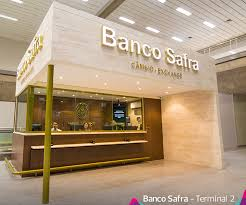 Banco Safra
CÂMBIO - EXCHANGE
Banco Safra - Terminal 2